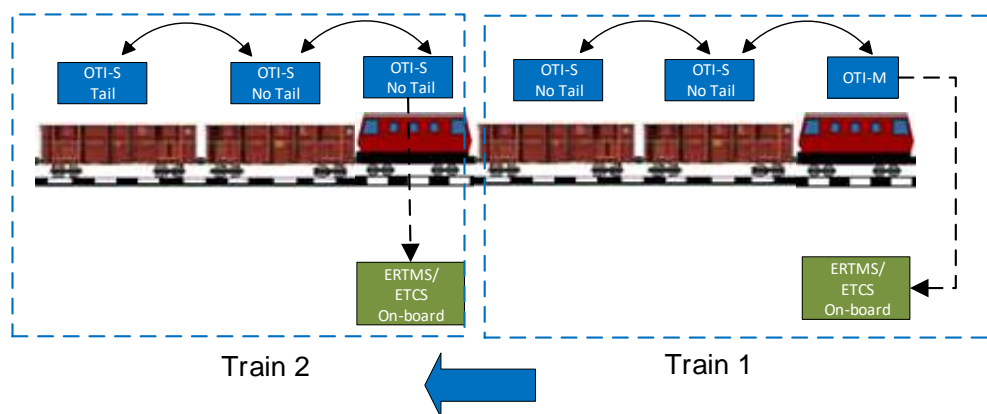 OTI-S
Tail
OTI-S
No Tail
OTI-S
No Tail
OTI-S
No Tail
OTI-S
No Tail
OTI-M
ERTMS/
ETCS
On-board
ERTMS/
ETCS
On-board
Train 2
Train 1